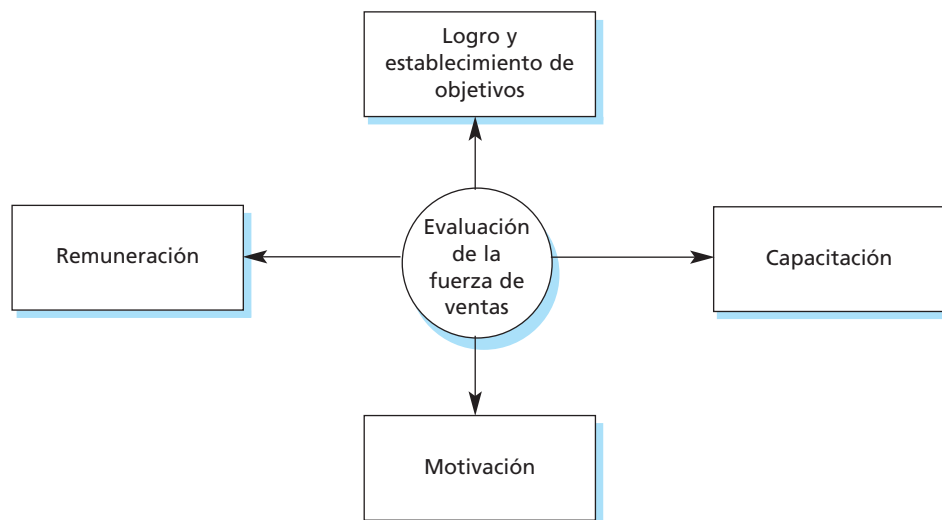 Logro y
establecimiento de
objetivos
Remuneración
Evaluación
de la
fuerza de
ventas
Capacitación
Motivación